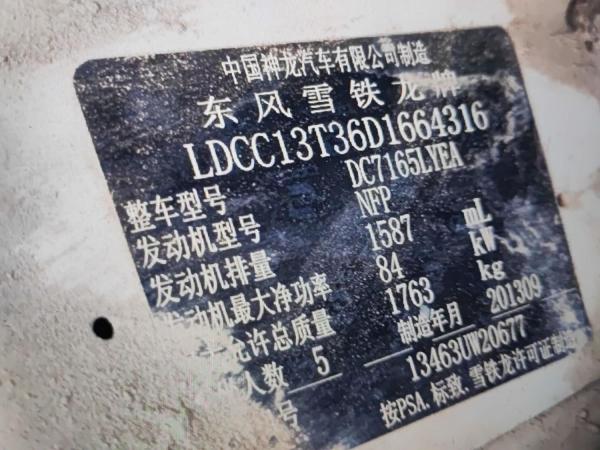 中国神龙汽车有限公司制造
东风雪铁龙牌
LDCC13T36D1664316
整车型号 DC7165LYEA
发动机型号 NFP
发动机排量 1587 mL
发动机最大净功率 84 kW
允许总质量 1763 kg
人数 5 制造年月 201309
号 13463UW20677
按PSA.标致.雪铁龙许可证制造